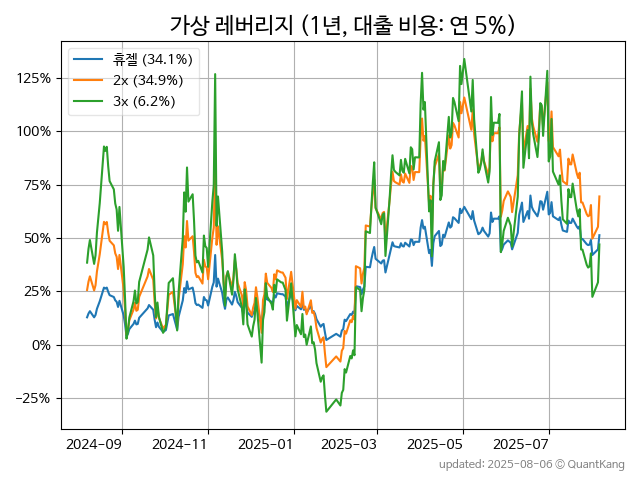 가상 레버리지 (1년, 대출 비용: 연 5%)
휴젤 (34.1%)
2x (34.9%)
3x (6.2%)
125%
100%
75%
50%
25%
0%
−25%
2024-09
2024-11
2025-01
2025-03
2025-05
2025-07
updated: 2025-08-06 © QuantKang